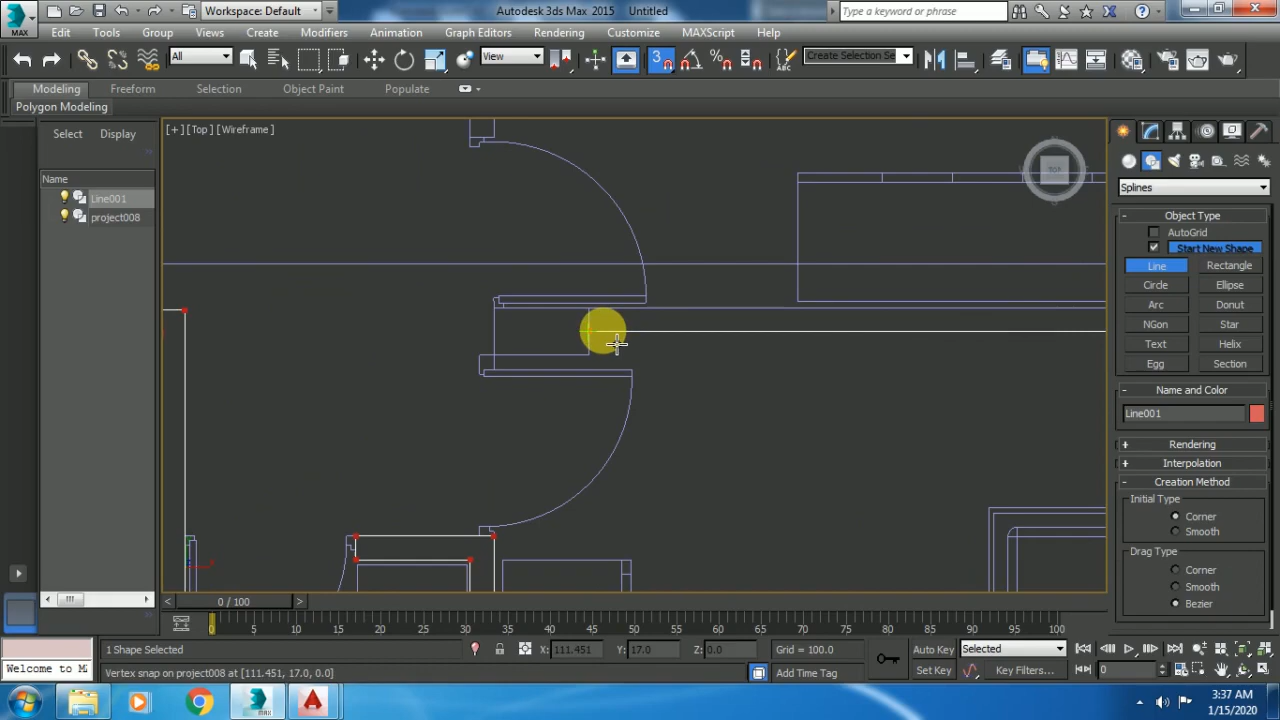 Workspace: Default
Autodesk 3ds Max 2015
Untitled
Type a keyword or phrase
MAX
Edit Tools Group Views Create Modifiers Animation Graph Editors Rendering Customize MAXScript Help
All
View
3
Create Selection Se
Modeling Freeform Selection Object Paint Populate
Polygon Modeling
Select Display
[+] [Top] [Wireframe]
TOP
Name
Line001
project008
Splines
- Object Type
AutoGrid
Start New Shape
Line Rectangle
Circle Ellipse
Arc Donut
NGon Star
Text Helix
Egg Section
- Name and Color
Line001
+ Rendering
+ Interpolation
- Creation Method
Initial Type
Corner
Smooth
Drag Type
Corner
Smooth
Bezier
0 / 100
0 5 10 15 20 25 30 35 40 45 50 55 60 65 70 75 80 85 90 95 100
1 Shape Selected
X: 111.451 Y: 17.0 Z: 0.0 Grid = 100.0
Auto Key Selected
Welcome to M
Vertex snap on project008 at [111.451, 17.0, 0.0]
Add Time Tag
Set Key Key Filters...
0
MAX
3:37 AM
1/15/2020